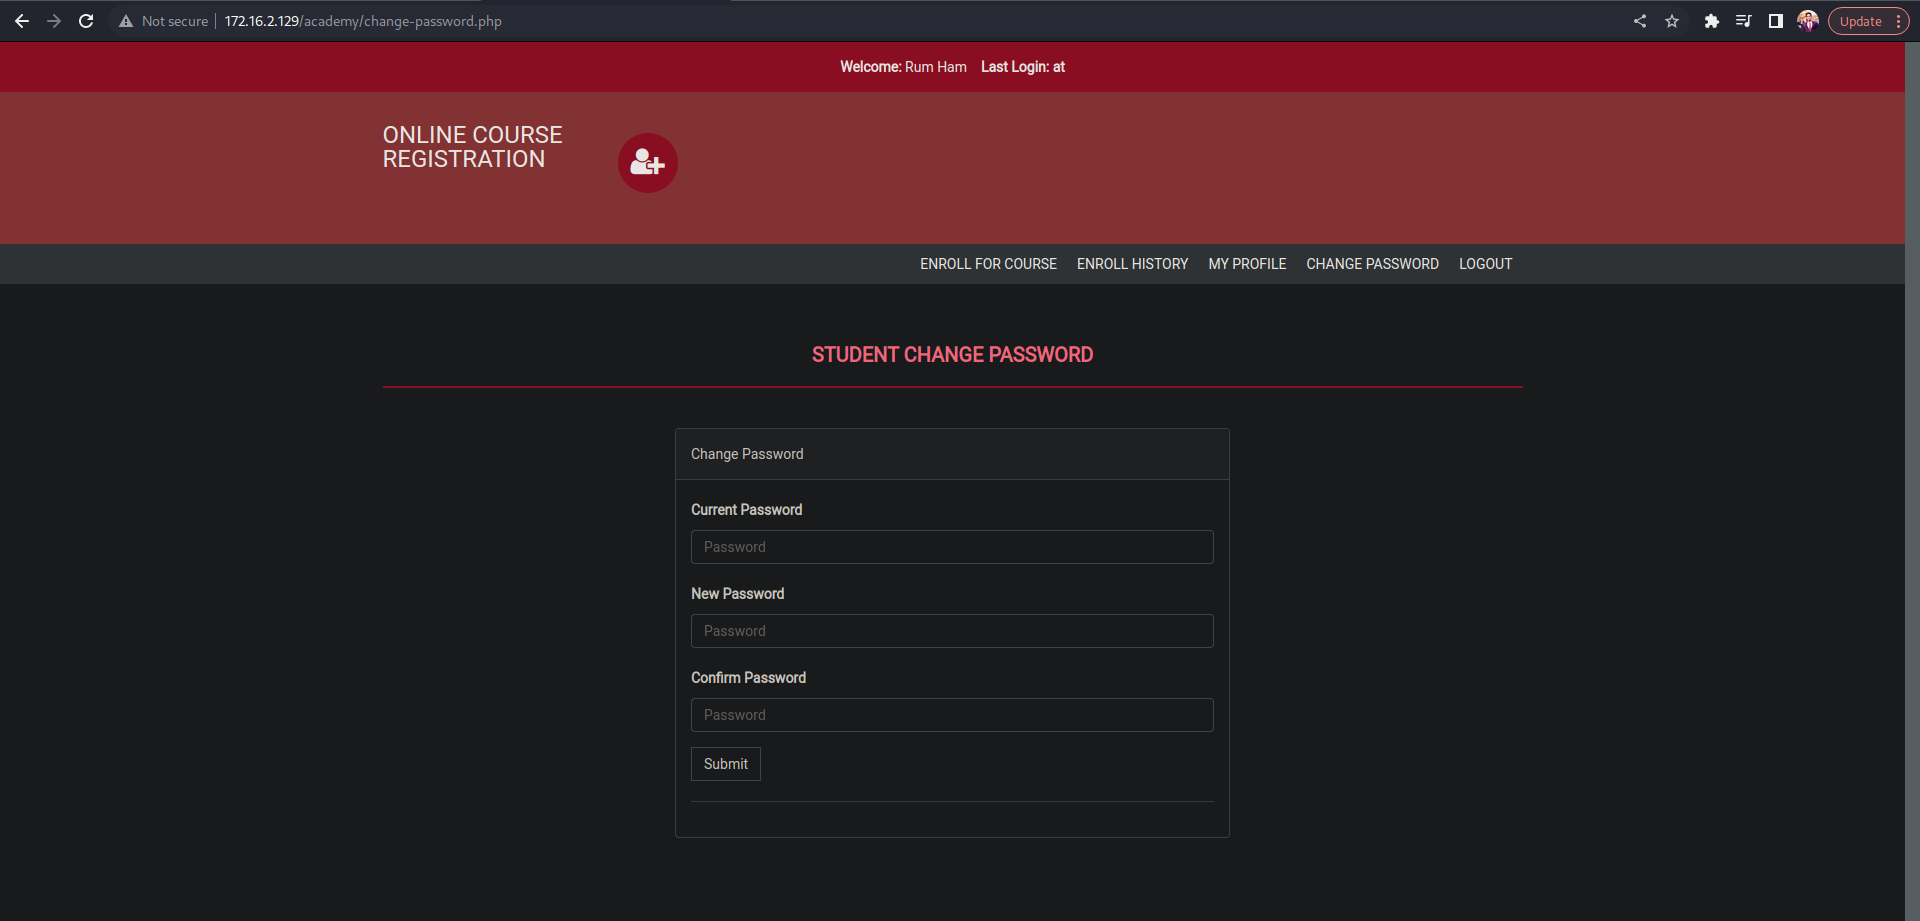 Not secure 172.16.2.129/academy/change-password.php
Update
Welcome: Rum Ham Last Login: at
ONLINE COURSE
REGISTRATION
ENROLL FOR COURSE ENROLL HISTORY MY PROFILE CHANGE PASSWORD LOGOUT
STUDENT CHANGE PASSWORD
Change Password
Current Password
Password
New Password
Password
Confirm Password
Password
Submit